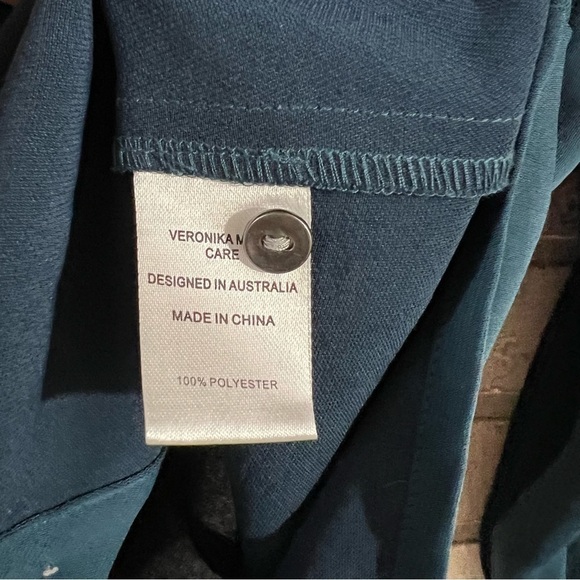 VERONIKA
CARE
DESIGNED IN AUSTRALIA
MADE IN CHINA
100% POLYESTER